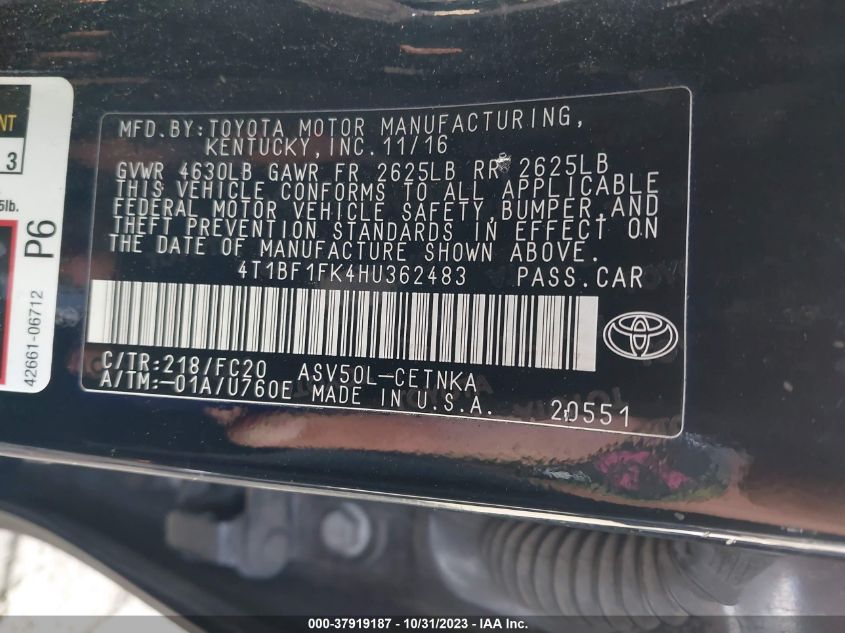 NT
3
5lb.
P6
42661-06712
MFD.BY:TOYOTA MOTOR MANUFACTURING,
KENTUCKY, INC. 11/16
GVWR 4630LB GAWR FR 2625LB RR 2625LB
THIS VEHICLE CONFORMS TO ALL APPLICABLE
FEDERAL MOTOR VEHICLE SAFETY, BUMPER, AND
THEFT PREVENTION STANDARDS IN EFFECT ON
THE DATE OF MANUFACTURE SHOWN ABOVE.
4T1BF1FK4HU362483 PASS.CAR
C/TR:218/FC20 ASV50L-CETNKA
A/TM:-01A/U760E MADE IN U.S.A. 20551
000-37919187 - 10/31/2023 - IAA Inc.